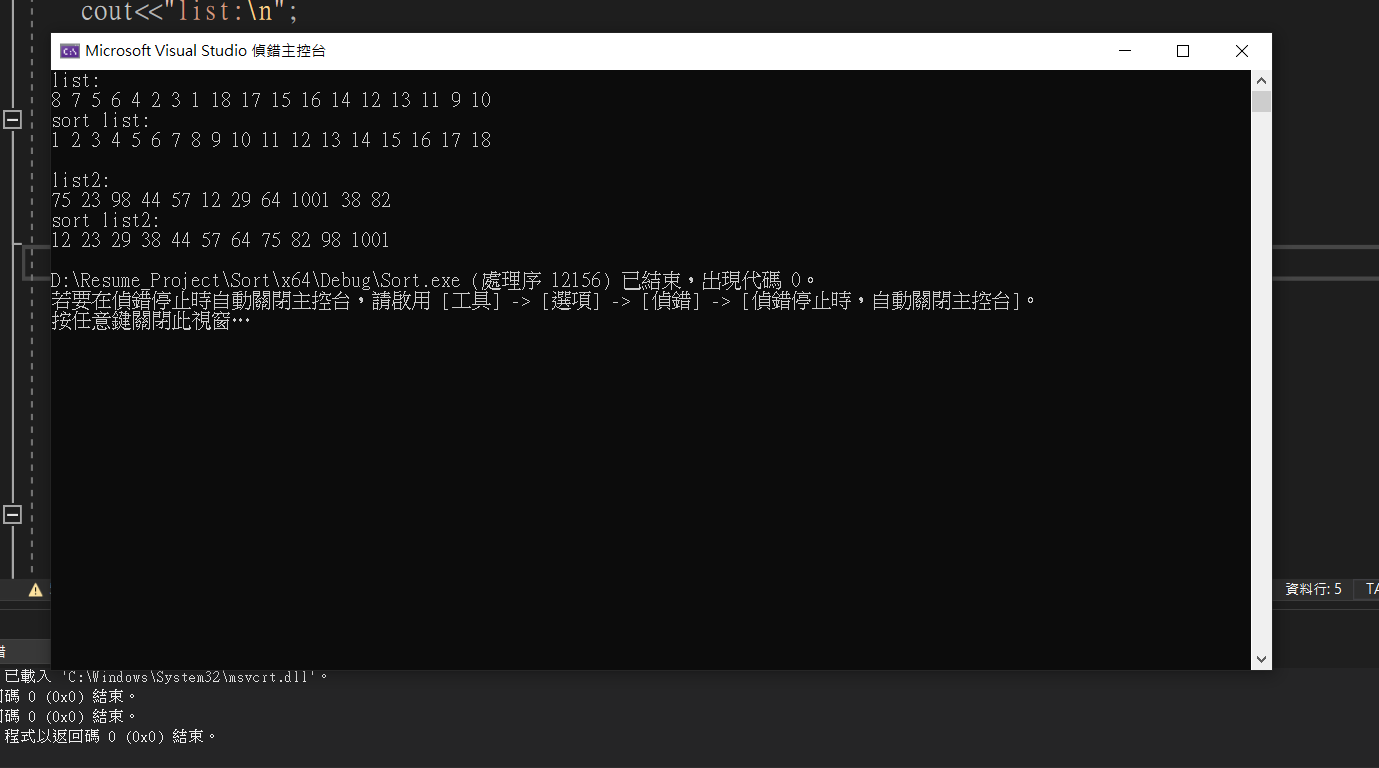 cout<<"list:\n";
Microsoft Visual Studio 偵錯主控台
list:
8 7 5 6 4 2 3 1 18 17 15 16 14 12 13 11 9 10
sort list:
1 2 3 4 5 6 7 8 9 10 11 12 13 14 15 16 17 18
list2:
75 23 98 44 57 12 29 64 1001 38 82
sort list2:
12 23 29 38 44 57 64 75 82 98 1001
D:\Resume_Project\Sort\x64\Debug\Sort.exe (處理序 12156) 已結束，出現代碼 0。
若要在偵錯停止時自動關閉主控台，請啟用 [工具] -> [選項] -> [偵錯] -> [偵錯停止時，自動關閉主控台]。
按任意鍵關閉此視窗…
資料行: 5
TA
已載入 'C:\Windows\System32\msvcrt.dll'。
碼 0 (0x0) 結束。
碼 0 (0x0) 結束。
程式以返回碼 0 (0x0) 結束。